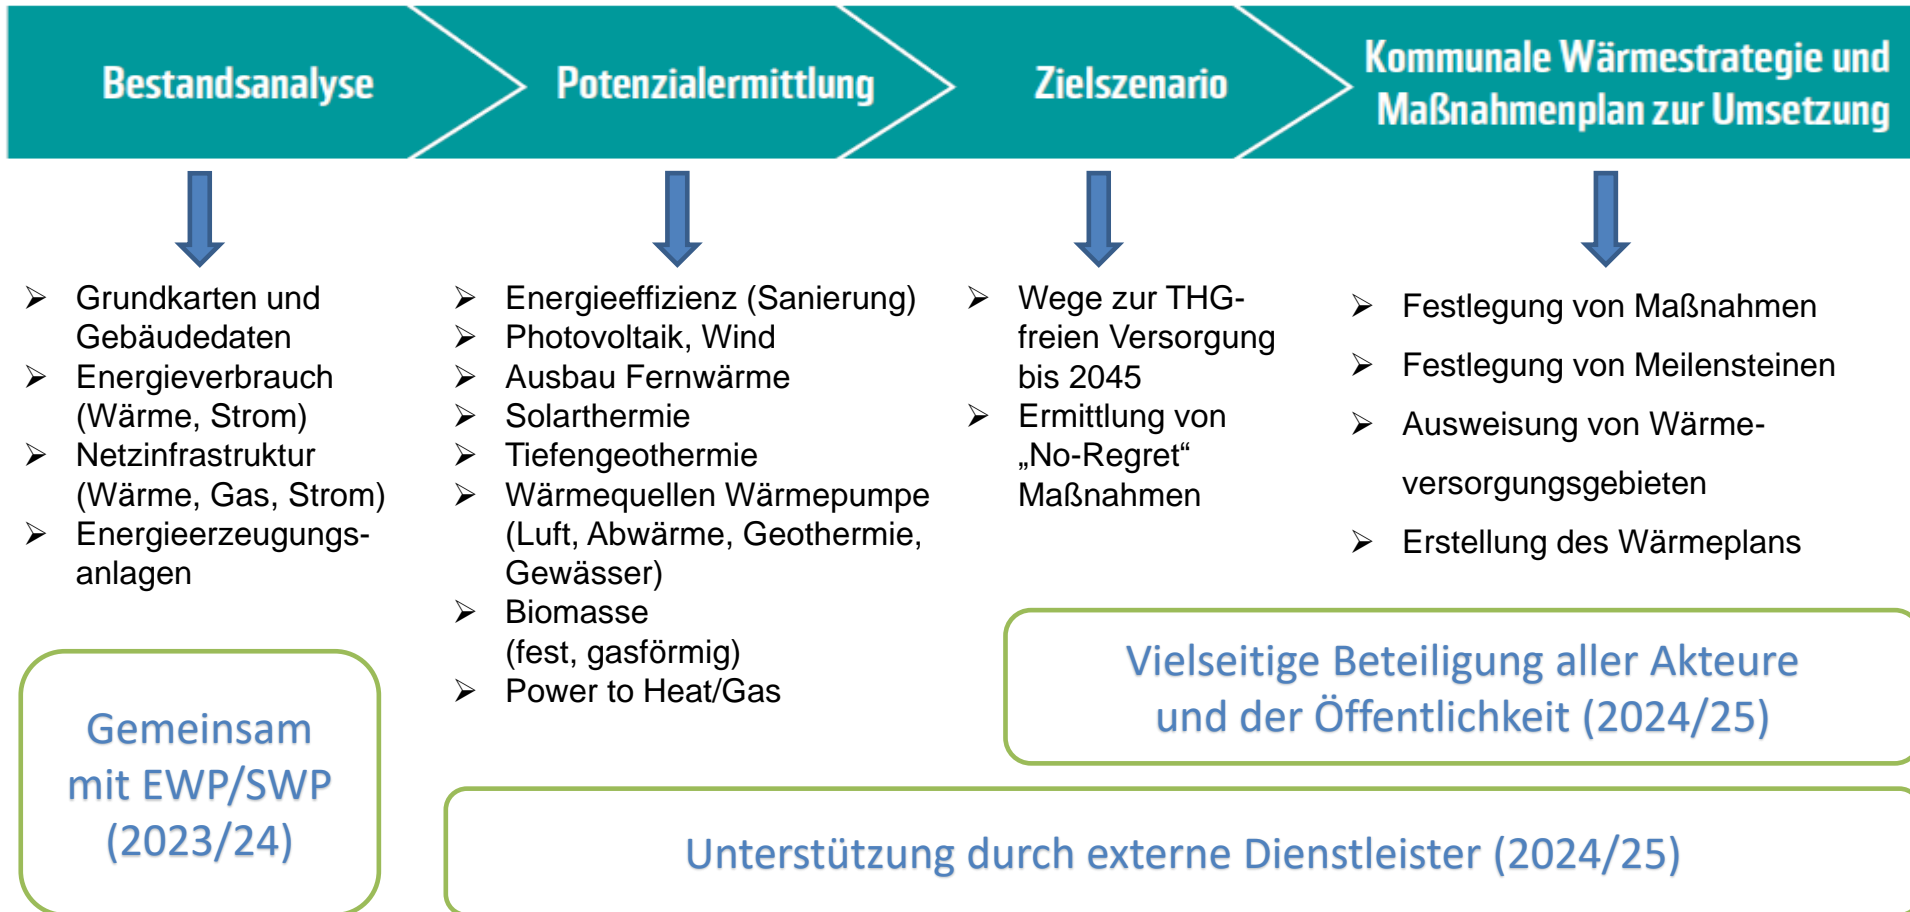 Bestandsanalyse
Potenzialermittlung
Zielszenario
Kommunale Wärmestrategie und
Maßnahmenplan zur Umsetzung
➢ Grundkarten und
Gebäudedaten
➢ Energieverbrauch
(Wärme, Strom)
➢ Netzinfrastruktur
(Wärme, Gas, Strom)
➢ Energieerzeugungs-
anlagen
➢ Energieeffizienz (Sanierung)
➢ Photovoltaik, Wind
➢ Ausbau Fernwärme
➢ Solarthermie
➢ Tiefengeothermie
➢ Wärmequellen Wärmepumpe
(Luft, Abwärme, Geothermie,
Gewässer)
➢ Biomasse
(fest, gasförmig)
➢ Power to Heat/Gas
➢ Wege zur THG-
freien Versorgung
bis 2045
➢ Ermittlung von
„No-Regret“
Maßnahmen
➢ Festlegung von Maßnahmen
➢ Festlegung von Meilensteinen
➢ Ausweisung von Wärme-
versorgungsgebieten
➢ Erstellung des Wärmeplans
Gemeinsam
mit EWP/SWP
(2023/24)
Vielseitige Beteiligung aller Akteure
und der Öffentlichkeit (2024/25)
Unterstützung durch externe Dienstleister (2024/25)